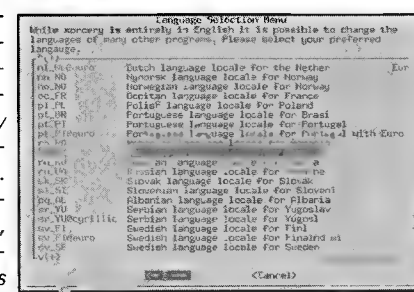 Language Selection Menu
While sorcery is entirely in English it is possible to change the
languages of many other programs. Please select your preferred
langauge.
nl_NL@euro Dutch language locale for the Nether Eur
nn_NO Nynorsk language locale for Norway
no_NO Norwegian language locale for Norway
oc_FR Occitan language locale for France
pl_PL Polish language locale for Poland
pt_BR Portuguese language locale for Brasi
pt_PT Portuguese language locale for Portugal
pt_PT@euro Portuguese language locale for Portugal with Euro
an language
Russian language locale for
Slovak language locale for Slovak
sl_SI Slovenian language locale for Sloveni
Albanian language locale for Albania
sr_YU Serbian language locale for Yugoslav
sr_YU@cyrillic Serbian language locale for Yugosl
sv_FI Swedish language locale for Finl
sv_FI@euro Swedish language locale for Finalnd wi
sv_SE Swedish language locale for Sweden
v(+)
<Cancel>